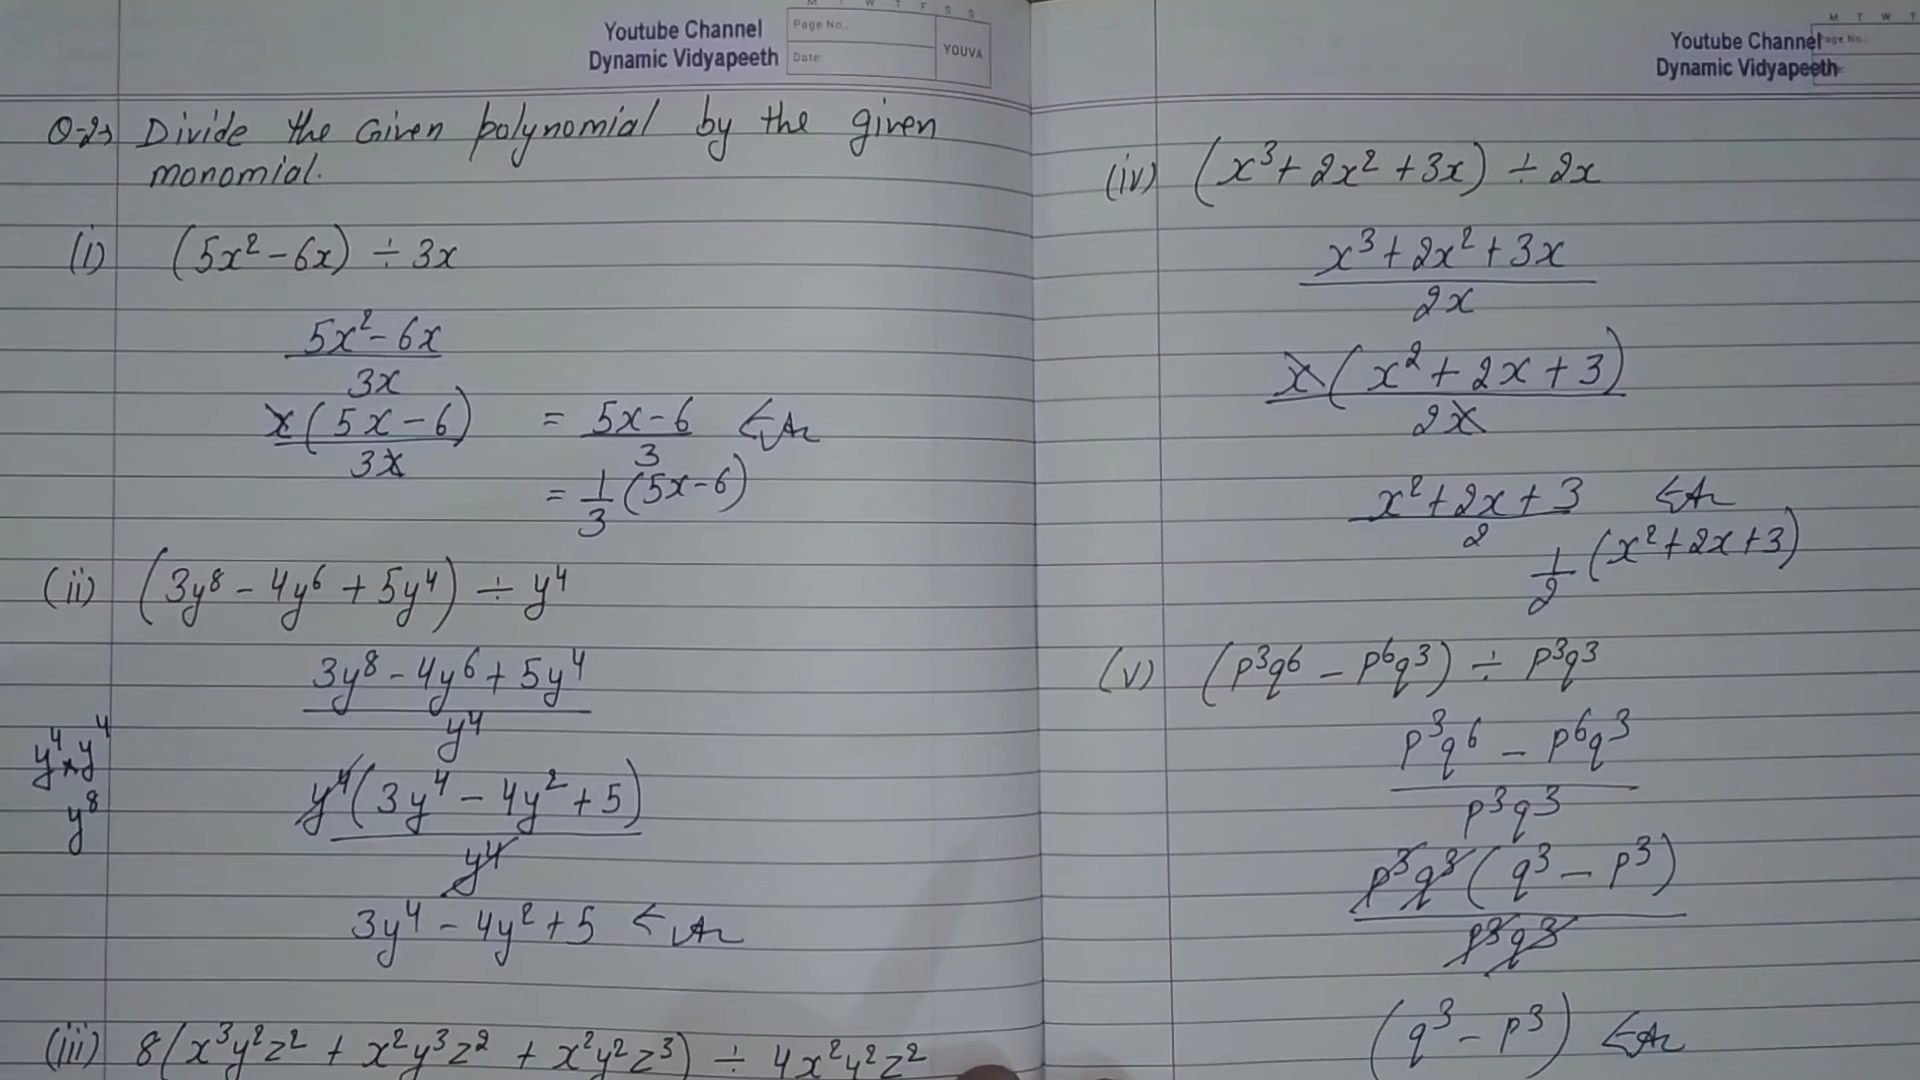 Youtube Channel
Dynamic Vidyapeeth
M T W T F S S
Page No.
Date:
YOUVA
Q-2) Divide the Given polynomial by the given
monomial.
(i) (5x² - 6x) ÷ 3x
5x² - 6x
3x
x(5x - 6)
3x
= 5x - 6
3
= 1/3 (5x - 6)
(ii) (3y⁸ - 4y⁶ + 5y⁴) ÷ y⁴
3y⁸ - 4y⁶ + 5y⁴
y⁴
y⁴ × y⁴
y⁸
y⁴(3y⁴ - 4y² + 5)
y⁴
3y⁴ - 4y² + 5
(iii) 8(x³y²z² + x²y³z² + x²y²z³) ÷ 4x²y²z²
M T W T
Youtube Channel
Dynamic Vidyapeeth
(iv) (x³ + 2x² + 3x) ÷ 2x
x³ + 2x² + 3x
2x
x(x² + 2x + 3)
2x
x² + 2x + 3
2
1/2 (x² + 2x + 3)
(v) (p³q⁶ - p⁶q³) ÷ p³q³
p³q⁶ - p⁶q³
p³q³
p³q³(q³ - p³)
p³q³
(q³ - p³)